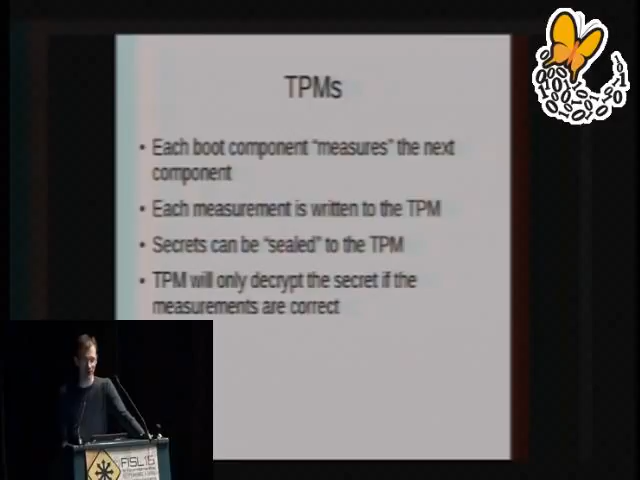 TPMs
• Each boot component “measures” the next
component
• Each measurement is written to the TPM
• Secrets can be “sealed” to the TPM
• TPM will only decrypt the secret if the
measurements are correct
FISL15